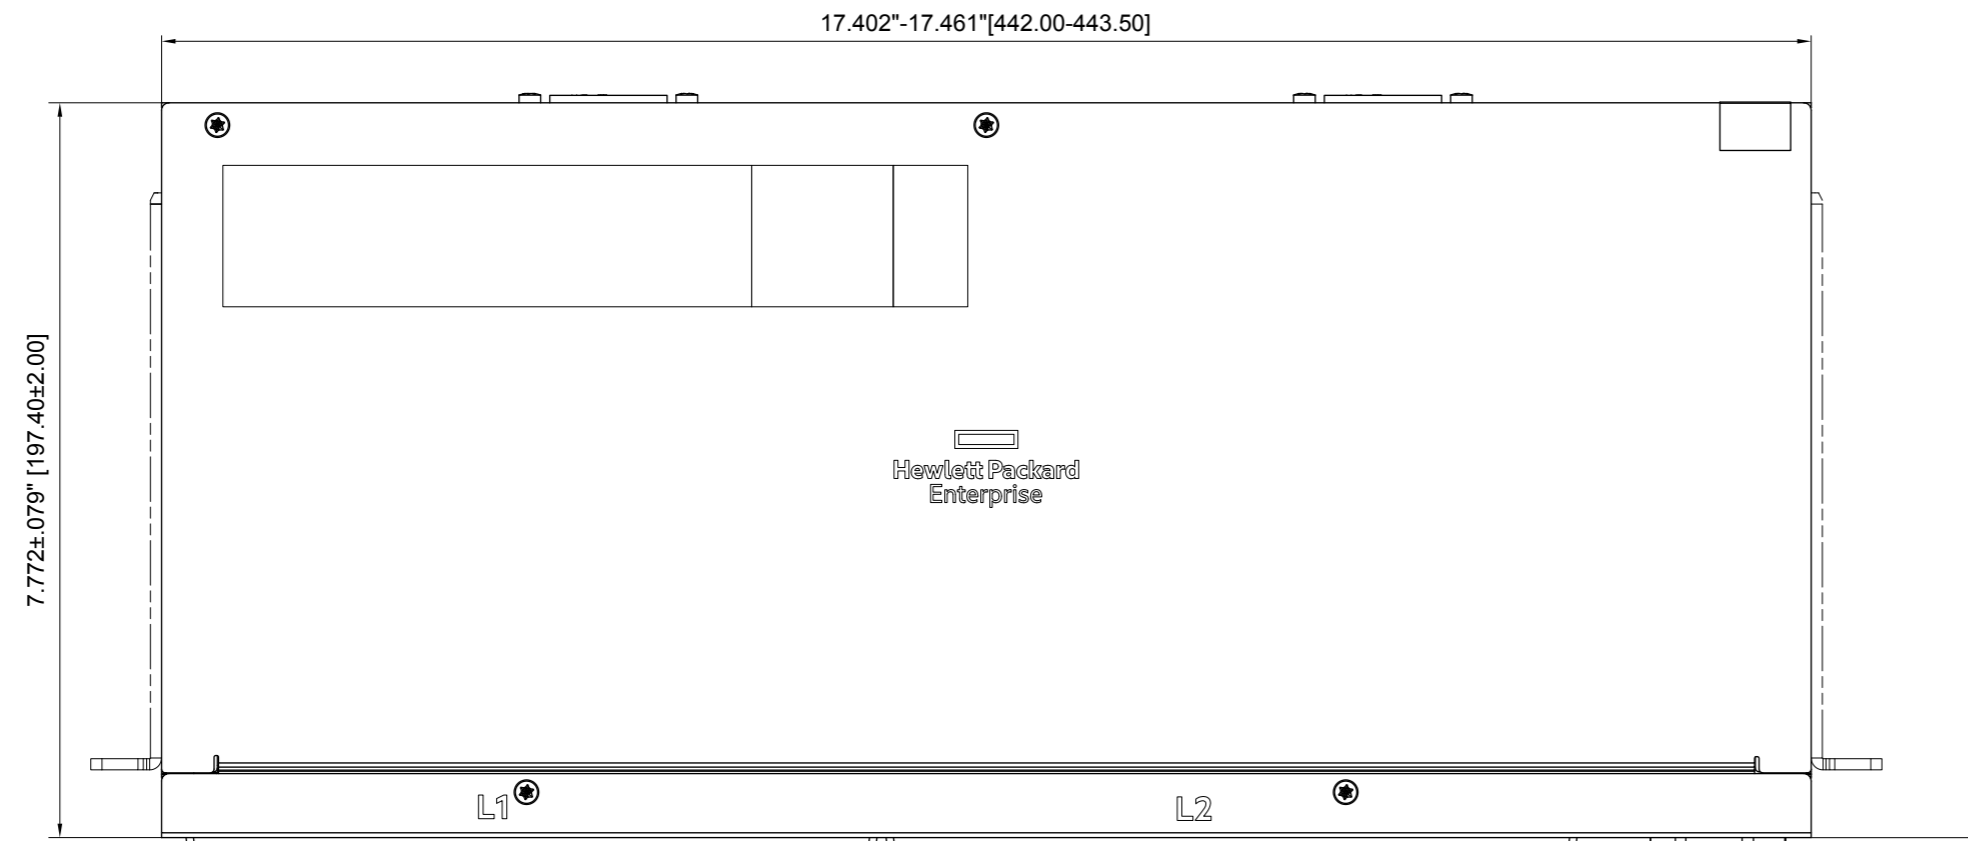 17.402"-17.461"[442.00-443.50]
7.772±.079" [197.40±2.00]
Hewlett Packard
Enterprise
L1
L2